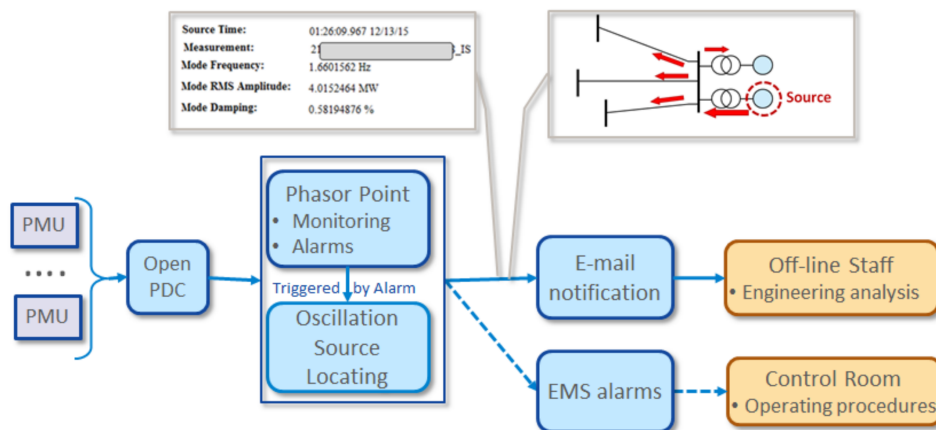 Source Time: 01:26:09.967 12/13/15
Measurement: _IS
Mode Frequency: 1.6601562 Hz
Mode RMS Amplitude: 4.0152464 MW
Mode Damping: 0.58194876 %
Source
PMU
....
PMU
Open
PDC
Phasor Point
• Monitoring
• Alarms
Triggered by Alarm
Oscillation
Source
Locating
E-mail
notification
Off-line Staff
• Engineering analysis
EMS alarms
Control Room
• Operating procedures